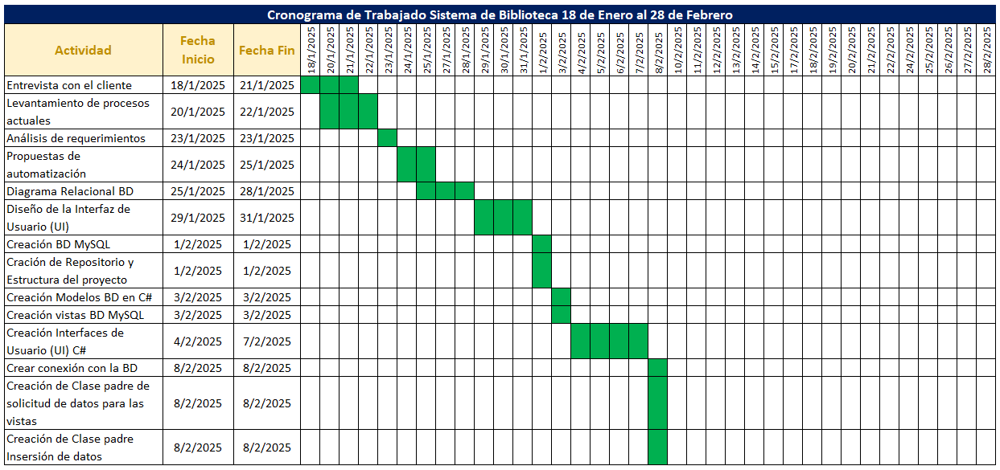 Cronograma de Trabajado Sistema de Biblioteca 18 de Enero al 28 de Febrero
Actividad
Fecha
Inicio
Fecha Fin
18/1/2025
20/1/2025
21/1/2025
22/1/2025
23/1/2025
24/1/2025
25/1/2025
27/1/2025
28/1/2025
29/1/2025
30/1/2025
31/1/2025
1/2/2025
3/2/2025
4/2/2025
5/2/2025
6/2/2025
7/2/2025
8/2/2025
10/2/2025
11/2/2025
12/2/2025
13/2/2025
14/2/2025
15/2/2025
17/2/2025
18/2/2025
19/2/2025
20/2/2025
21/2/2025
22/2/2025
24/2/2025
25/2/2025
26/2/2025
27/2/2025
28/2/2025
Entrevista con el cliente 18/1/2025 21/1/2025
Levantamiento de procesos
actuales
20/1/2025 22/1/2025
Análisis de requerimientos 23/1/2025 23/1/2025
Propuestas de
automatización
24/1/2025 25/1/2025
Diagrama Relacional BD 25/1/2025 28/1/2025
Diseño de la Interfaz de
Usuario (UI)
29/1/2025 31/1/2025
Creación BD MySQL 1/2/2025 1/2/2025
Cración de Repositorio y
Estructura del proyecto
1/2/2025 1/2/2025
Creación Modelos BD en C# 3/2/2025 3/2/2025
Creación vistas BD MySQL 3/2/2025 3/2/2025
Creación Interfaces de
Usuario (UI) C#
4/2/2025 7/2/2025
Crear conexión con la BD 8/2/2025 8/2/2025
Creación de Clase padre de
solicitud de datos para las
vistas
8/2/2025 8/2/2025
Creación de Clase padre
Insersión de datos
8/2/2025 8/2/2025